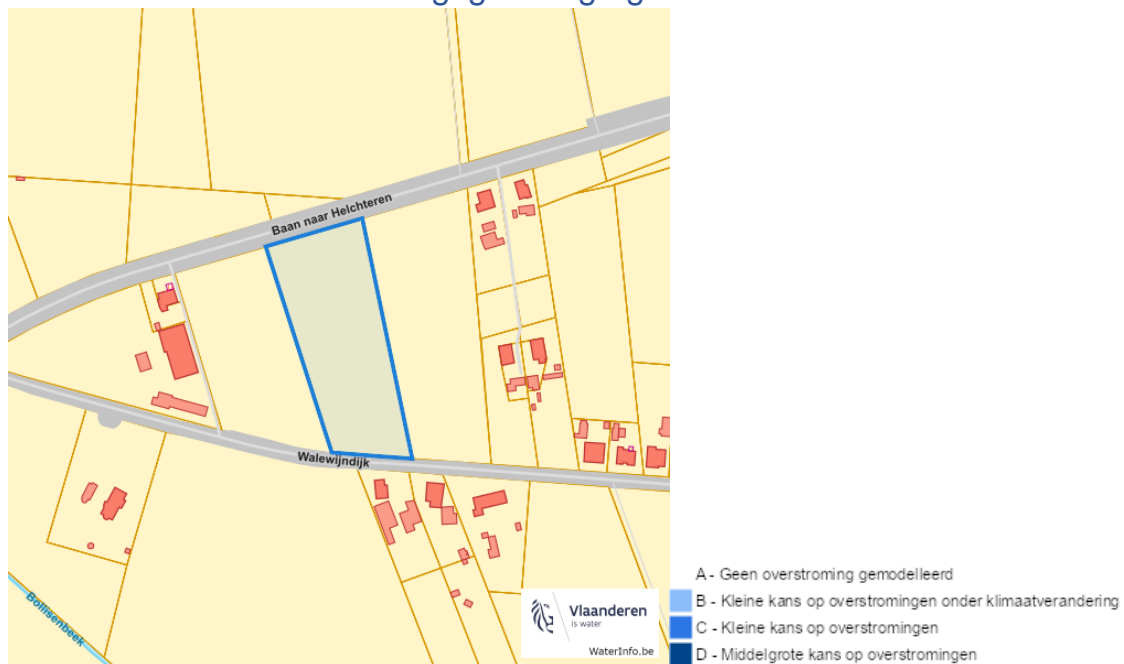 Baan naar Helchteren
Walewijndijk
Bollisenbeek
Vlaanderen
is water
WaterInfo.be
A - Geen overstroming gemodelleerd
B - Kleine kans op overstromingen onder klimaatverandering
C - Kleine kans op overstromingen
D - Middelgrote kans op overstromingen